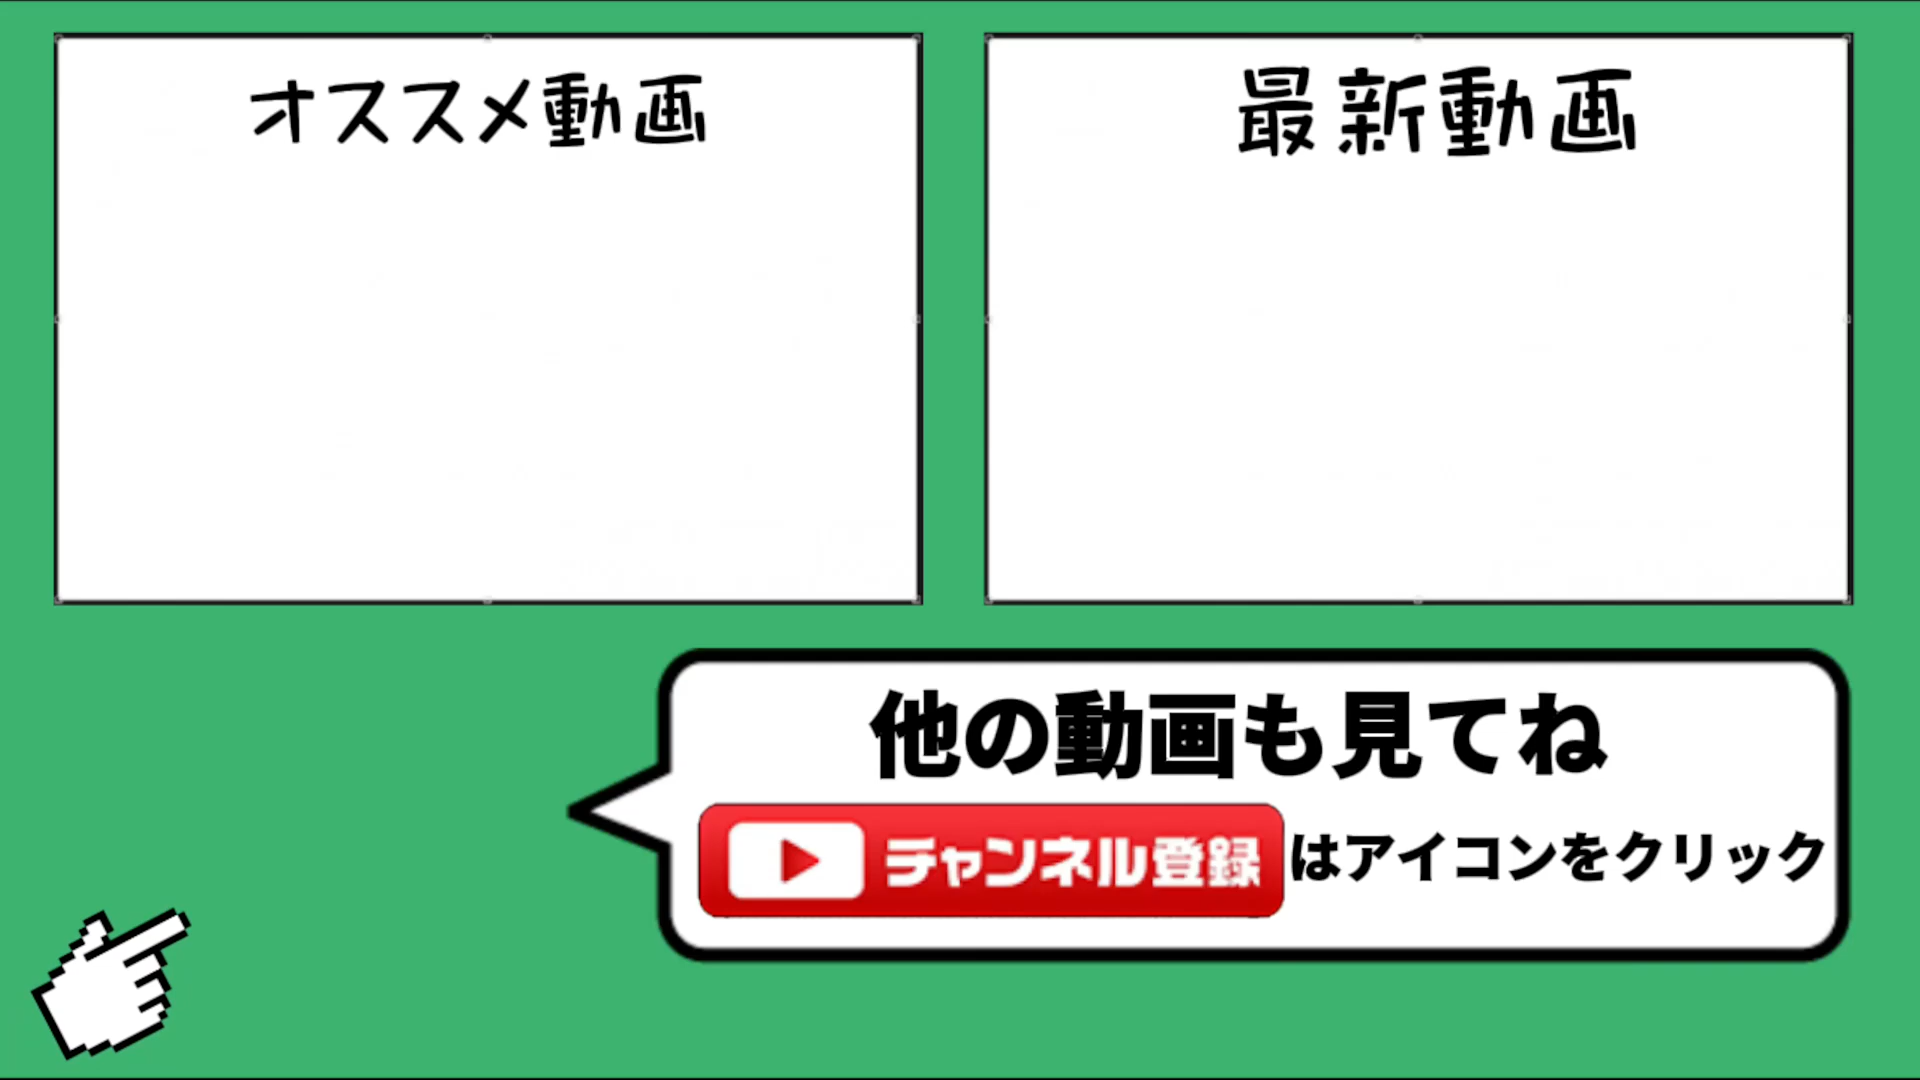 オススメ動画
最新動画
他の動画も見てね
チャンネル登録はアイコンをクリック